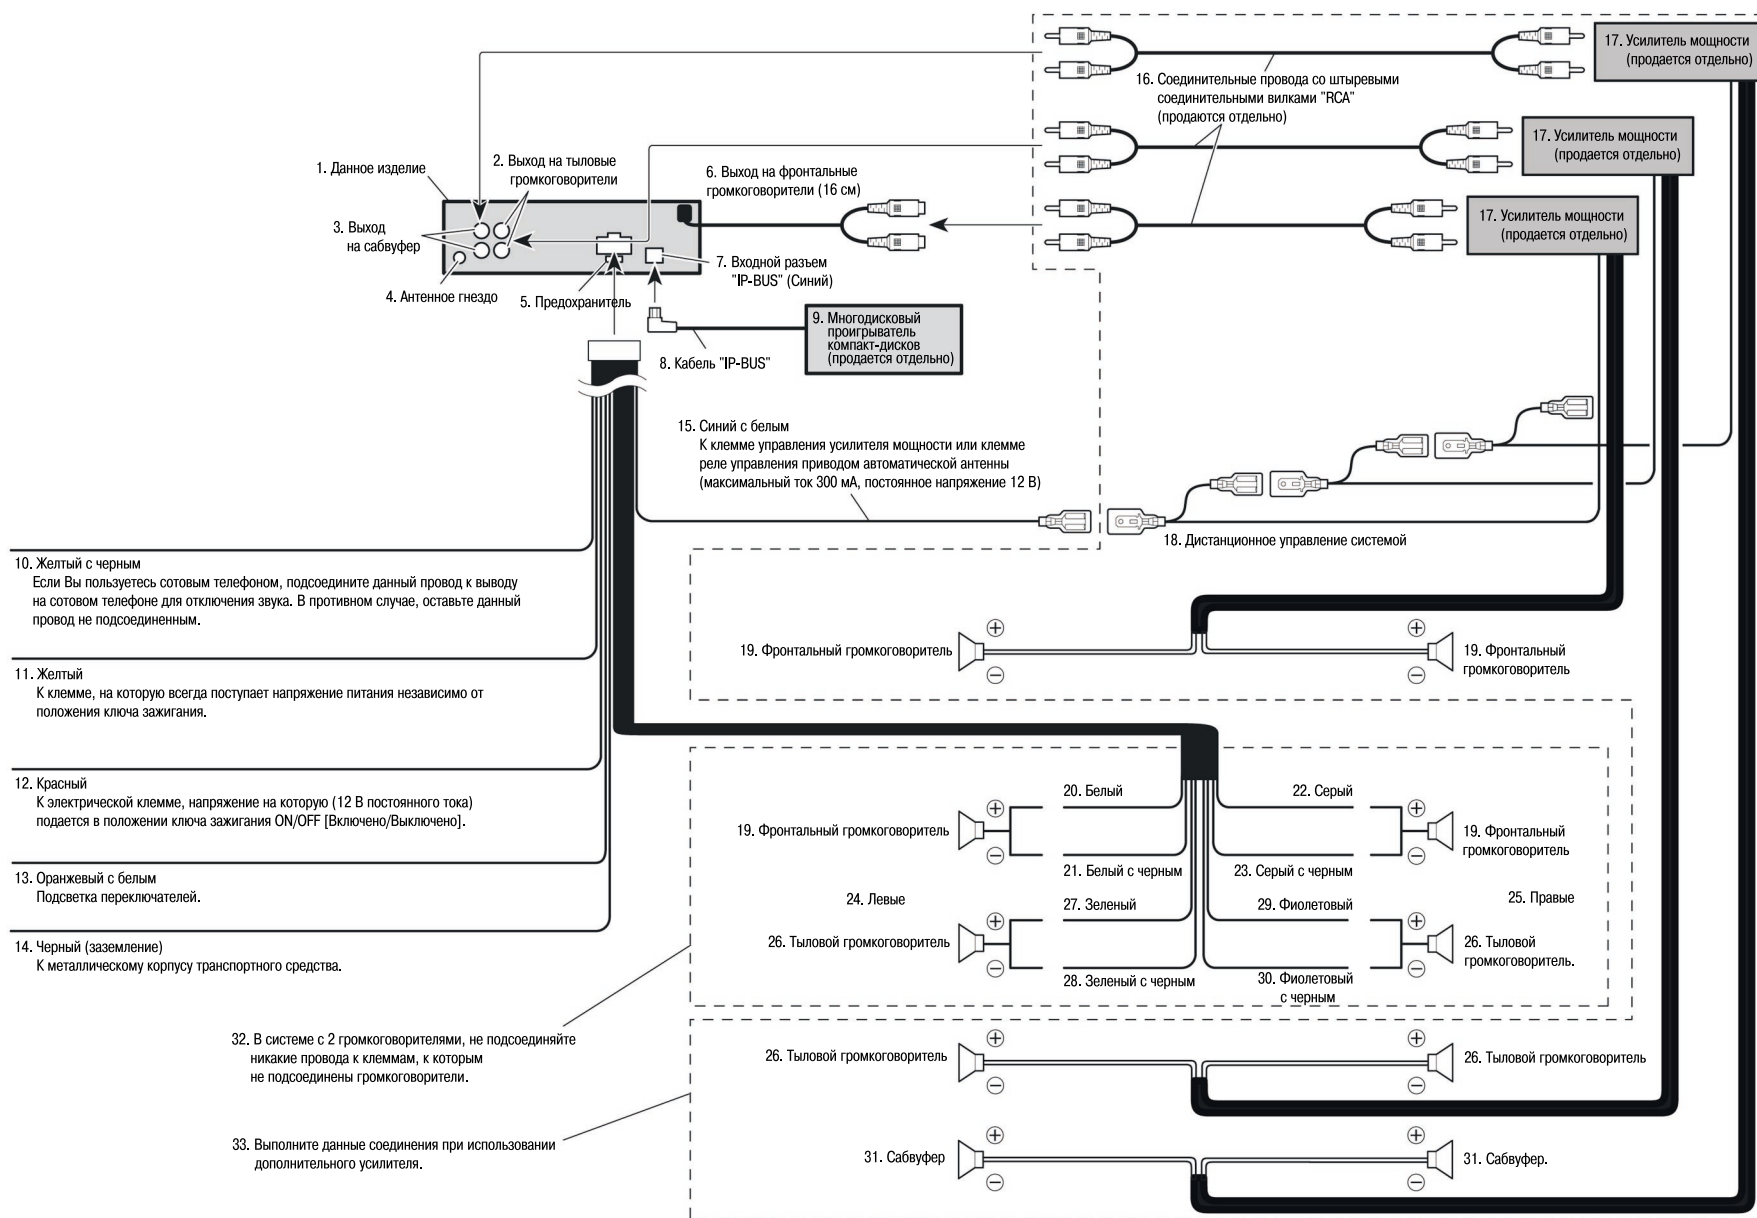 1. Данное изделие
2. Выход на тыловые
громкоговорители
3. Выход
на сабвуфер
4. Антенное гнездо
5. Предохранитель
6. Выход на фронтальные
громкоговорители (16 см)
7. Входной разъем
"IP-BUS" (Синий)
8. Кабель "IP-BUS"
9. Многодисковый
проигрыватель
компакт-дисков
(продается отдельно)
10. Желтый с черным
Если Вы пользуетесь сотовым телефоном, подсоедините данный провод к выводу
на сотовом телефоне для отключения звука. В противном случае, оставьте данный
провод не подсоединенным.
11. Желтый
К клемме, на которую всегда поступает напряжение питания независимо от
положения ключа зажигания.
12. Красный
К электрической клемме, напряжение на которую (12 В постоянного тока)
подается в положении ключа зажигания ON/OFF [Включено/Выключено].
13. Оранжевый с белым
Подсветка переключателей.
14. Черный (заземление)
К металлическому корпусу транспортного средства.
15. Синий с белым
К клемме управления усилителя мощности или клемме
реле управления приводом автоматической антенны
(максимальный ток 300 мА, постоянное напряжение 12 В)
16. Соединительные провода со штыревыми
соединительными вилками "RCA"
(продаются отдельно)
17. Усилитель мощности
(продается отдельно)
17. Усилитель мощности
(продается отдельно)
17. Усилитель мощности
(продается отдельно)
18. Дистанционное управление системой
19. Фронтальный громкоговоритель
+
−
+
−
19. Фронтальный
громкоговоритель
20. Белый
22. Серый
19. Фронтальный громкоговоритель
+
−
+
−
19. Фронтальный
громкоговоритель
21. Белый с черным
23. Серый с черным
24. Левые
25. Правые
27. Зеленый
29. Фиолетовый
26. Тыловой громкоговоритель
+
−
+
−
26. Тыловой
громкоговоритель.
28. Зеленый с черным
30. Фиолетовый
с черным
32. В системе с 2 громкоговорителями, не подсоединяйте
никакие провода к клеммам, к которым
не подсоединены громкоговорители.
26. Тыловой громкоговоритель
+
−
+
−
26. Тыловой громкоговоритель
33. Выполните данные соединения при использовании
дополнительного усилителя.
31. Сабвуфер
+
−
+
−
31. Сабвуфер.